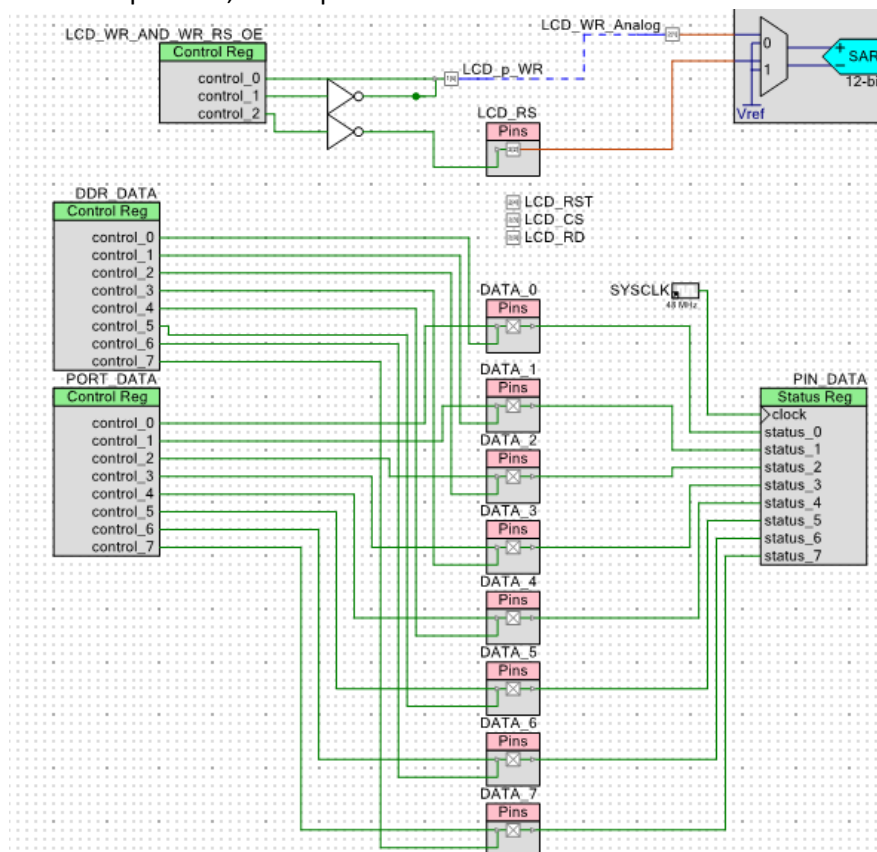 LCD_WR_Analog
LCD_WR_AND_WR_RS_OE
Control Reg
control_0
control_1
control_2
LCD_p_WR
0
1
SAR
12-bi
Vref
LCD_RS
Pins
LCD_RST
LCD_CS
LCD_RD
DDR_DATA
Control Reg
control_0
control_1
control_2
control_3
control_4
control_5
control_6
control_7
PORT_DATA
Control Reg
control_0
control_1
control_2
control_3
control_4
control_5
control_6
control_7
DATA_0
Pins
DATA_1
Pins
DATA_2
Pins
DATA_3
Pins
DATA_4
Pins
DATA_5
Pins
DATA_6
Pins
DATA_7
Pins
SYSCLK
48 MHz
PIN_DATA
Status Reg
clock
status_0
status_1
status_2
status_3
status_4
status_5
status_6
status_7